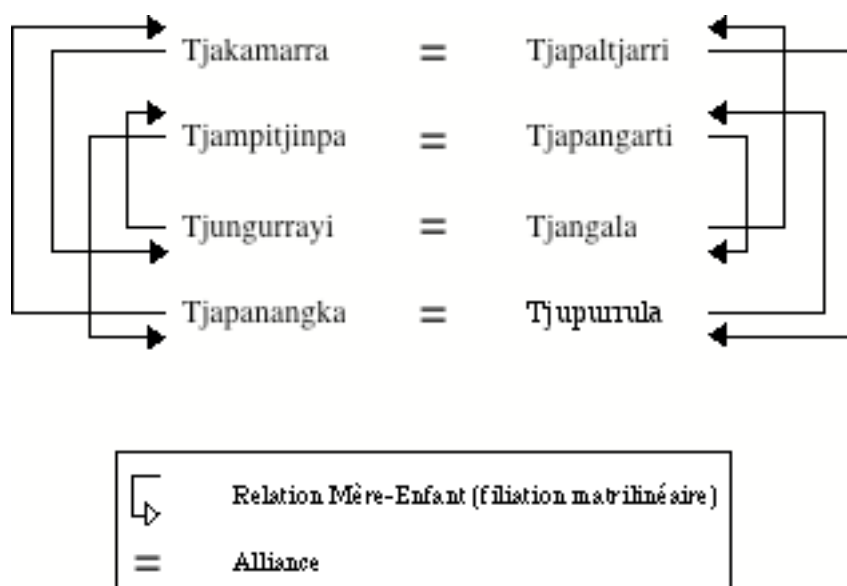 Tjakamarra = Tjapaltjarri
Tjampitjinpa = Tjapangarti
Tjungurrayi = Tjangala
Tjapanangka = Tjupurrula
Relation Mère-Enfant (filiation matrilinéaire)
= Alliance